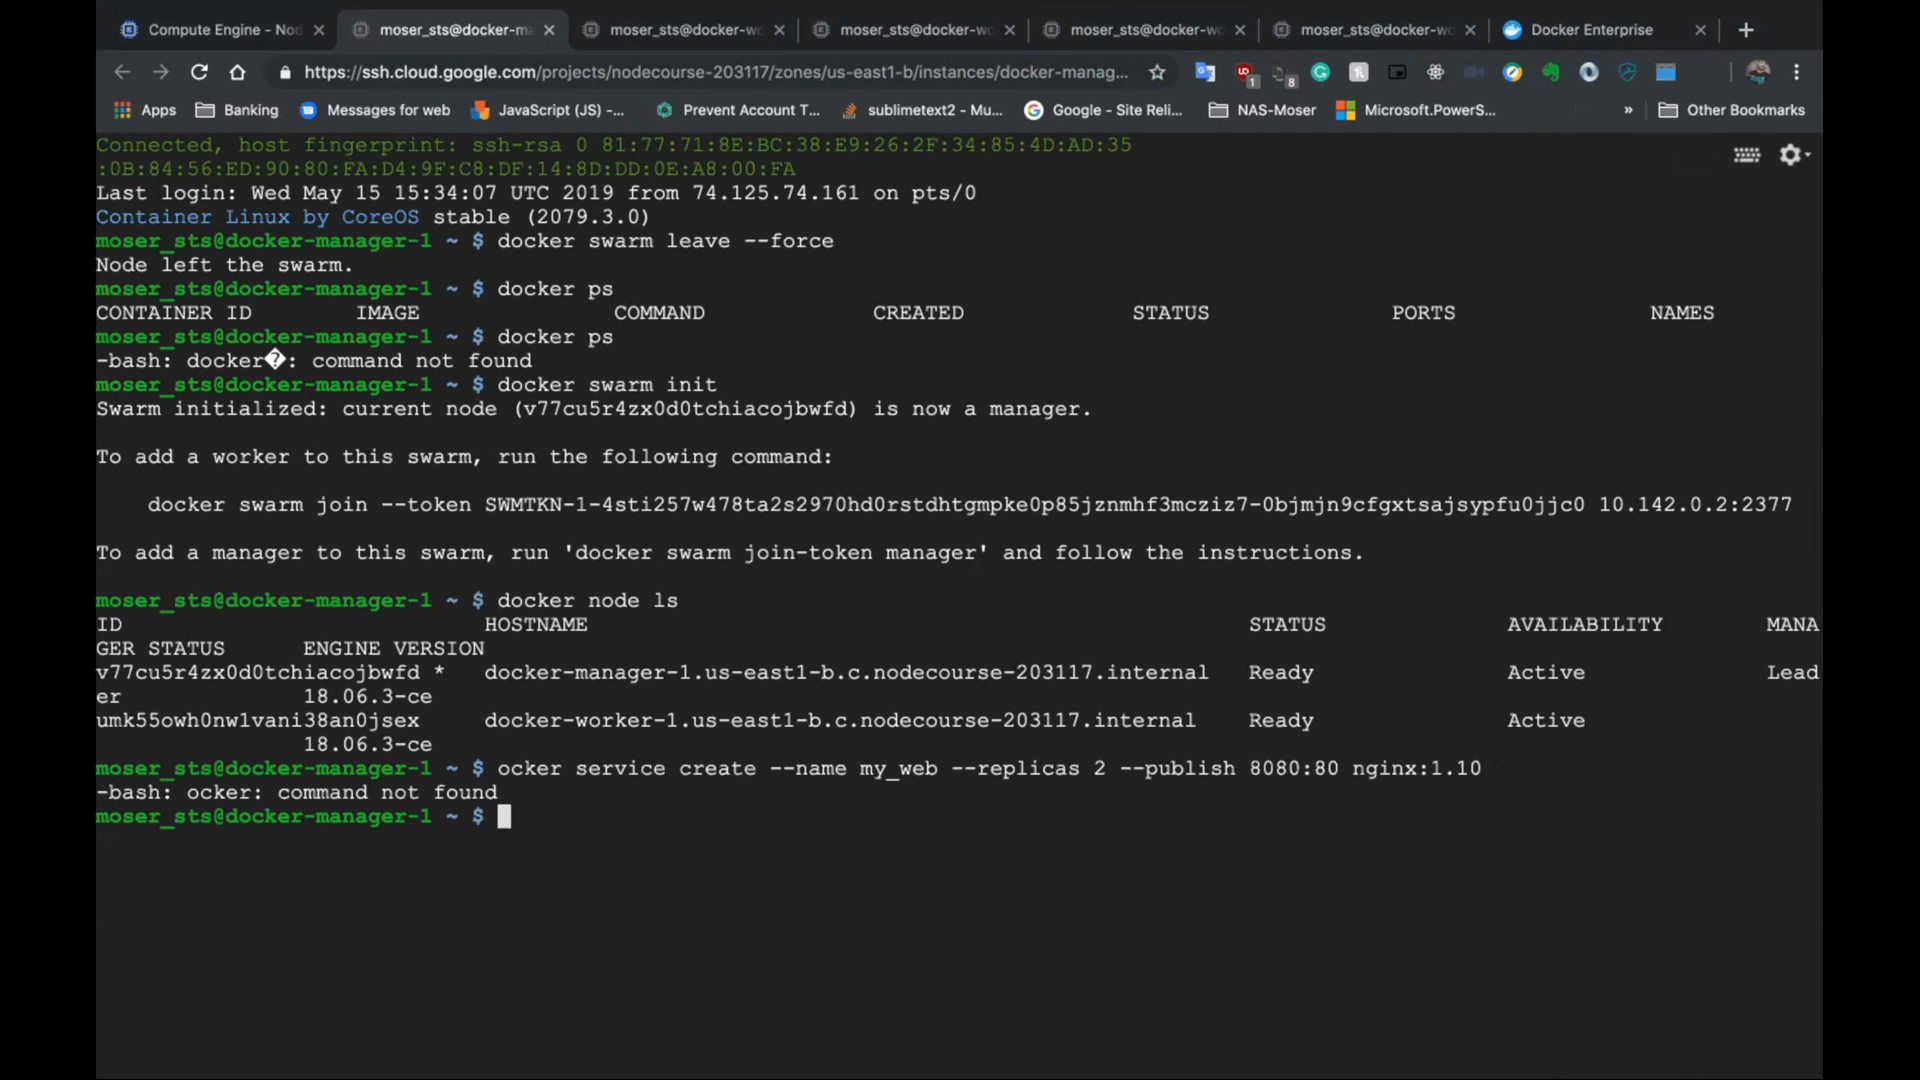 Compute Engine - Nod
moser_sts@docker-ma
moser_sts@docker-wo
moser_sts@docker-wo
moser_sts@docker-wo
moser_sts@docker-wo
Docker Enterprise
https://ssh.cloud.google.com/projects/nodecourse-203117/zones/us-east1-b/instances/docker-manag...
1
8
Apps
Banking
Messages for web
JavaScript (JS) -...
Prevent Account T...
sublimetext2 - Mu...
Google - Site Reli...
NAS-Moser
Microsoft.PowerS...
»
Other Bookmarks
Connected, host fingerprint: ssh-rsa 0 81:77:71:8E:BC:38:E9:26:2F:34:85:4D:AD:35
:0B:84:56:ED:90:80:FA:D4:9F:C8:DF:14:8D:DD:0E:A8:00:FA
Last login: Wed May 15 15:34:07 UTC 2019 from 74.125.74.161 on pts/0
Container Linux by CoreOS stable (2079.3.0)
moser_sts@docker-manager-1 ~ $ docker swarm leave --force
Node left the swarm.
moser_sts@docker-manager-1 ~ $ docker ps
CONTAINER ID        IMAGE               COMMAND             CREATED             STATUS              PORTS               NAMES
moser_sts@docker-manager-1 ~ $ docker ps
-bash: docker�: command not found
moser_sts@docker-manager-1 ~ $ docker swarm init
Swarm initialized: current node (v77cu5r4zx0d0tchiacojbwfd) is now a manager.
To add a worker to this swarm, run the following command:
docker swarm join --token SWMTKN-1-4sti257w478ta2s2970hd0rstdhtgmpke0p85jznmhf3mcziz7-0bjmjn9cfgxtsajsypfu0jjc0 10.142.0.2:2377
To add a manager to this swarm, run 'docker swarm join-token manager' and follow the instructions.
moser_sts@docker-manager-1 ~ $ docker node ls
ID                            HOSTNAME                                                   STATUS              AVAILABILITY        MANA
GER STATUS      ENGINE VERSION
v77cu5r4zx0d0tchiacojbwfd *   docker-manager-1.us-east1-b.c.nodecourse-203117.internal   Ready               Active              Lead
er              18.06.3-ce
umk55owh0nw1vani38an0jsex     docker-worker-1.us-east1-b.c.nodecourse-203117.internal    Ready               Active
18.06.3-ce
moser_sts@docker-manager-1 ~ $ ocker service create --name my_web --replicas 2 --publish 8080:80 nginx:1.10
-bash: ocker: command not found
moser_sts@docker-manager-1 ~ $